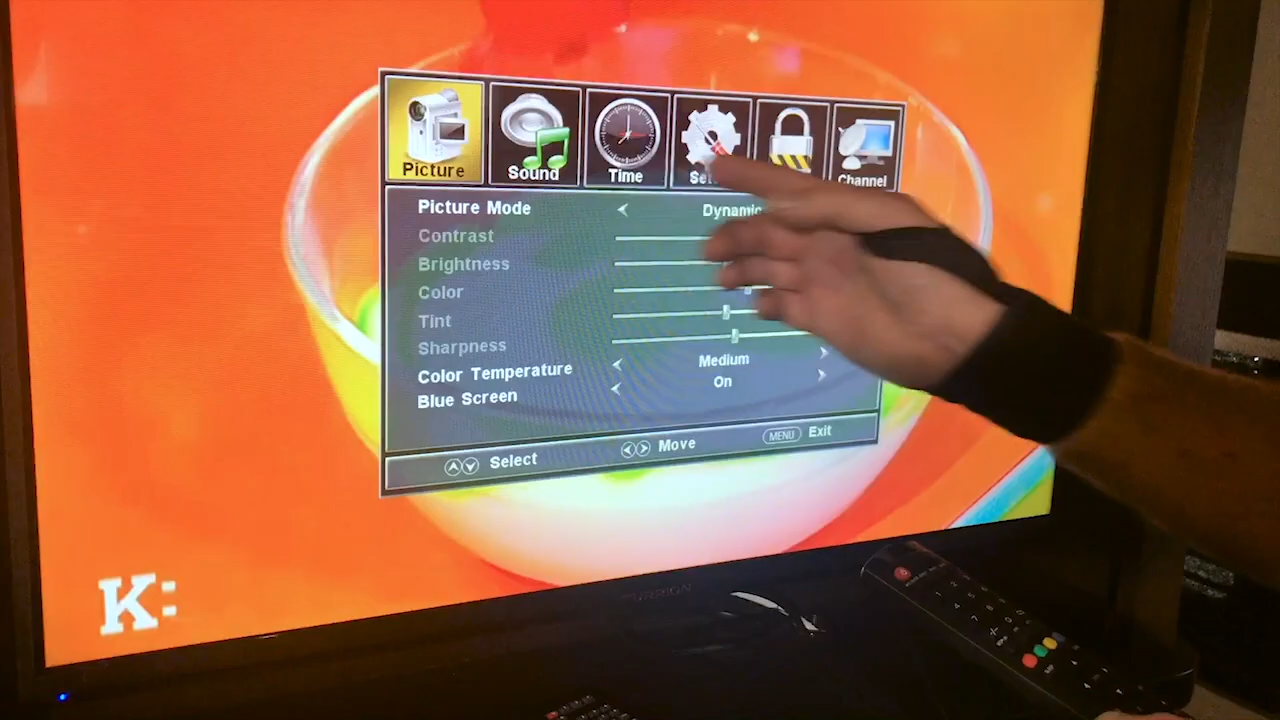 Picture
Sound
Time
Channel
Picture Mode
Dynamic
Contrast
Brightness
Color
Tint
Sharpness
Color Temperature
Medium
Blue Screen
On
Select
Move
MENU
Exit
K: